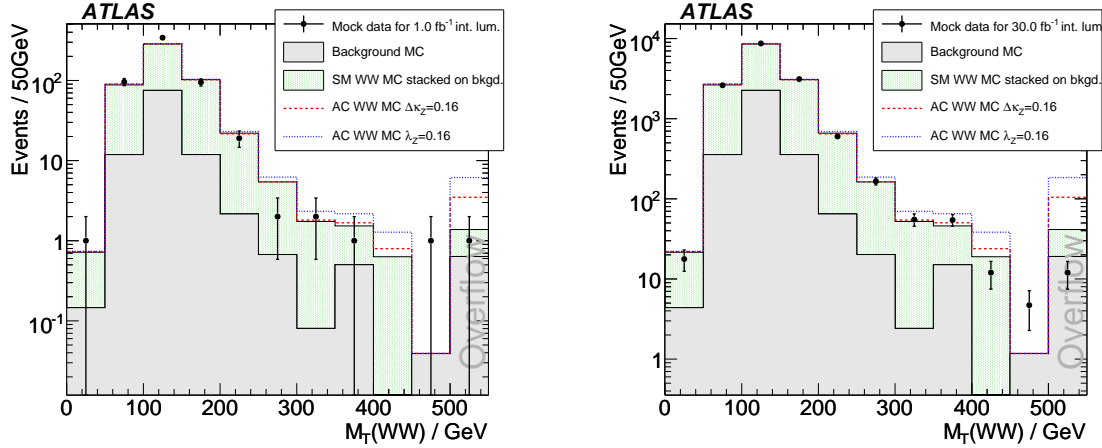 ATLAS
Mock data for 1.0 fb⁻¹ int. lum.
Background MC
SM WW MC stacked on bkgd.
AC WW MC Δκ_Z=0.16
AC WW MC λ_Z=0.16
Events / 50GeV
10²
10
1
10⁻¹
Overflow
0 100 200 300 400 500
M_T(WW) / GeV
ATLAS
Mock data for 30.0 fb⁻¹ int. lum.
Background MC
SM WW MC stacked on bkgd.
AC WW MC Δκ_Z=0.16
AC WW MC λ_Z=0.16
Events / 50GeV
10⁴
10³
10²
10
1
Overflow
0 100 200 300 400 500
M_T(WW) / GeV